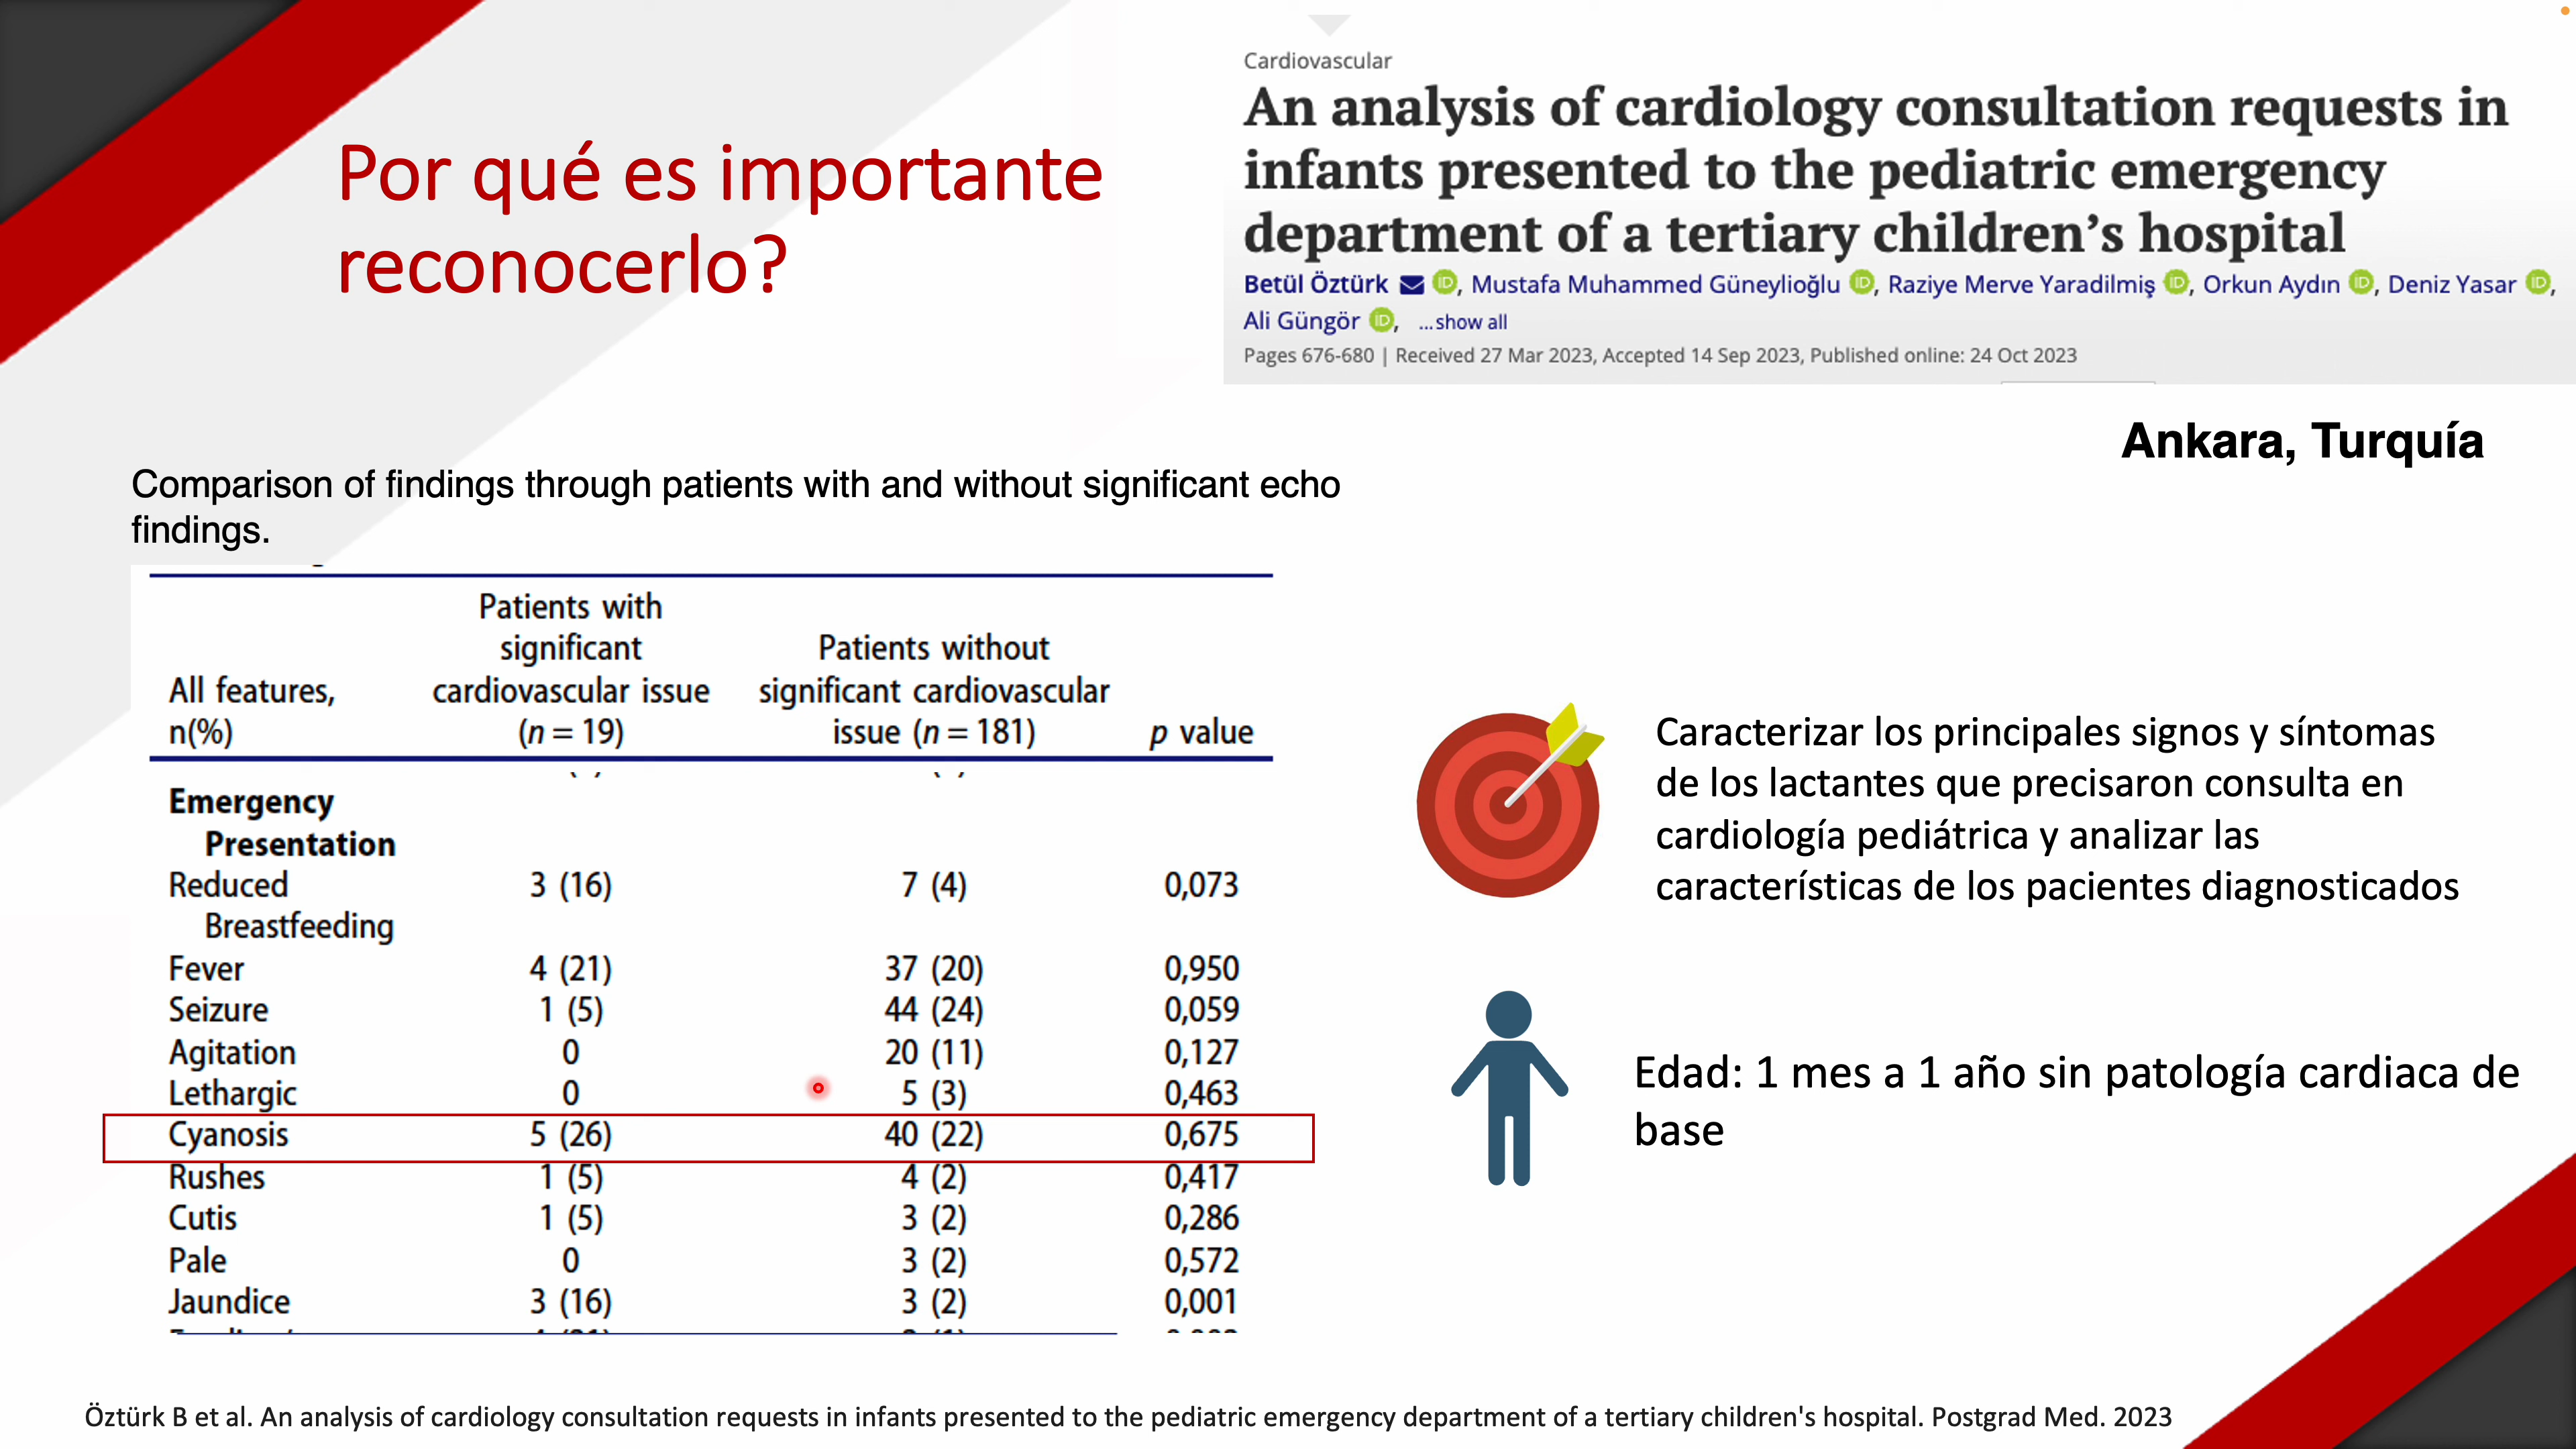 Por qué es importante
reconocerlo?
Cardiovascular
An analysis of cardiology consultation requests in
infants presented to the pediatric emergency
department of a tertiary children’s hospital
Betül Öztürk iD, Mustafa Muhammed Güneylioğlu iD, Raziye Merve Yaradilmiş iD, Orkun Aydın iD, Deniz Yasar iD,
Ali Güngör iD, ...show all
Pages 676-680 | Received 27 Mar 2023, Accepted 14 Sep 2023, Published online: 24 Oct 2023
Ankara, Turquía
Comparison of findings through patients with and without significant echo
findings.
Patients with
significant Patients without
All features, cardiovascular issue significant cardiovascular
n(%) (n = 19) issue (n = 181) p value
Emergency
Presentation
Reduced 3 (16) 7 (4) 0,073
Breastfeeding
Fever 4 (21) 37 (20) 0,950
Seizure 1 (5) 44 (24) 0,059
Agitation 0 20 (11) 0,127
Lethargic 0 5 (3) 0,463
Cyanosis 5 (26) 40 (22) 0,675
Rushes 1 (5) 4 (2) 0,417
Cutis 1 (5) 3 (2) 0,286
Pale 0 3 (2) 0,572
Jaundice 3 (16) 3 (2) 0,001
Caracterizar los principales signos y síntomas
de los lactantes que precisaron consulta en
cardiología pediátrica y analizar las
características de los pacientes diagnosticados
Edad: 1 mes a 1 año sin patología cardiaca de
base
Öztürk B et al. An analysis of cardiology consultation requests in infants presented to the pediatric emergency department of a tertiary children's hospital. Postgrad Med. 2023